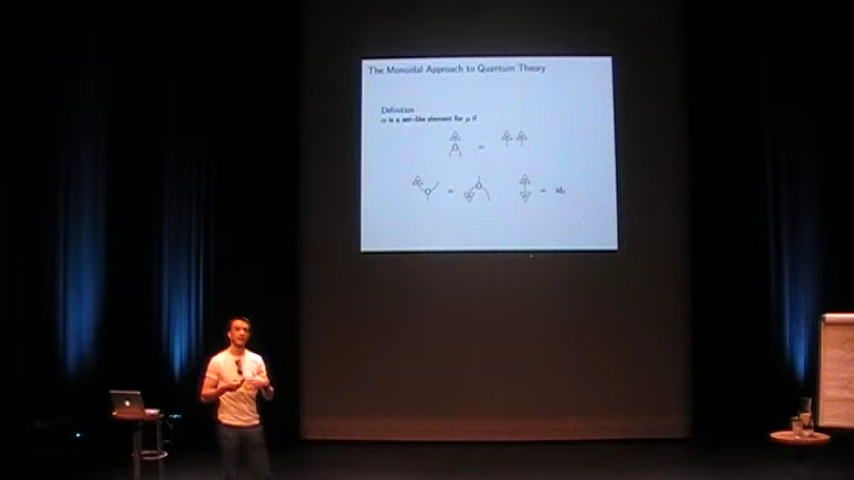 The Monoidal Approach to Quantum Theory
Definition
α is a set-like element for μ if
=
= =